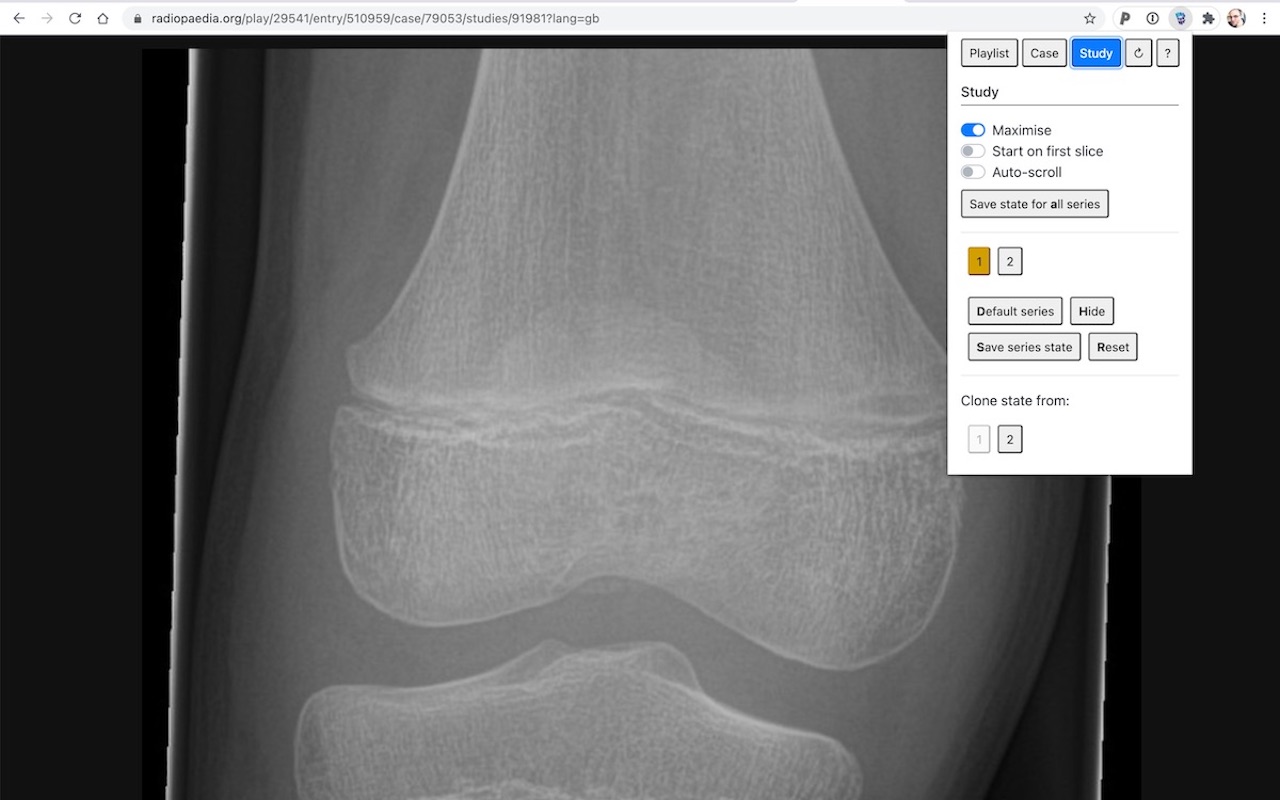 radiopaedia.org/play/29541/entry/510959/case/79053/studies/91981?lang=gb
Playlist Case Study ?
Study
Maximise
Start on first slice
Auto-scroll
Save state for all series
1 2
Default series Hide
Save series state Reset
Clone state from:
1 2